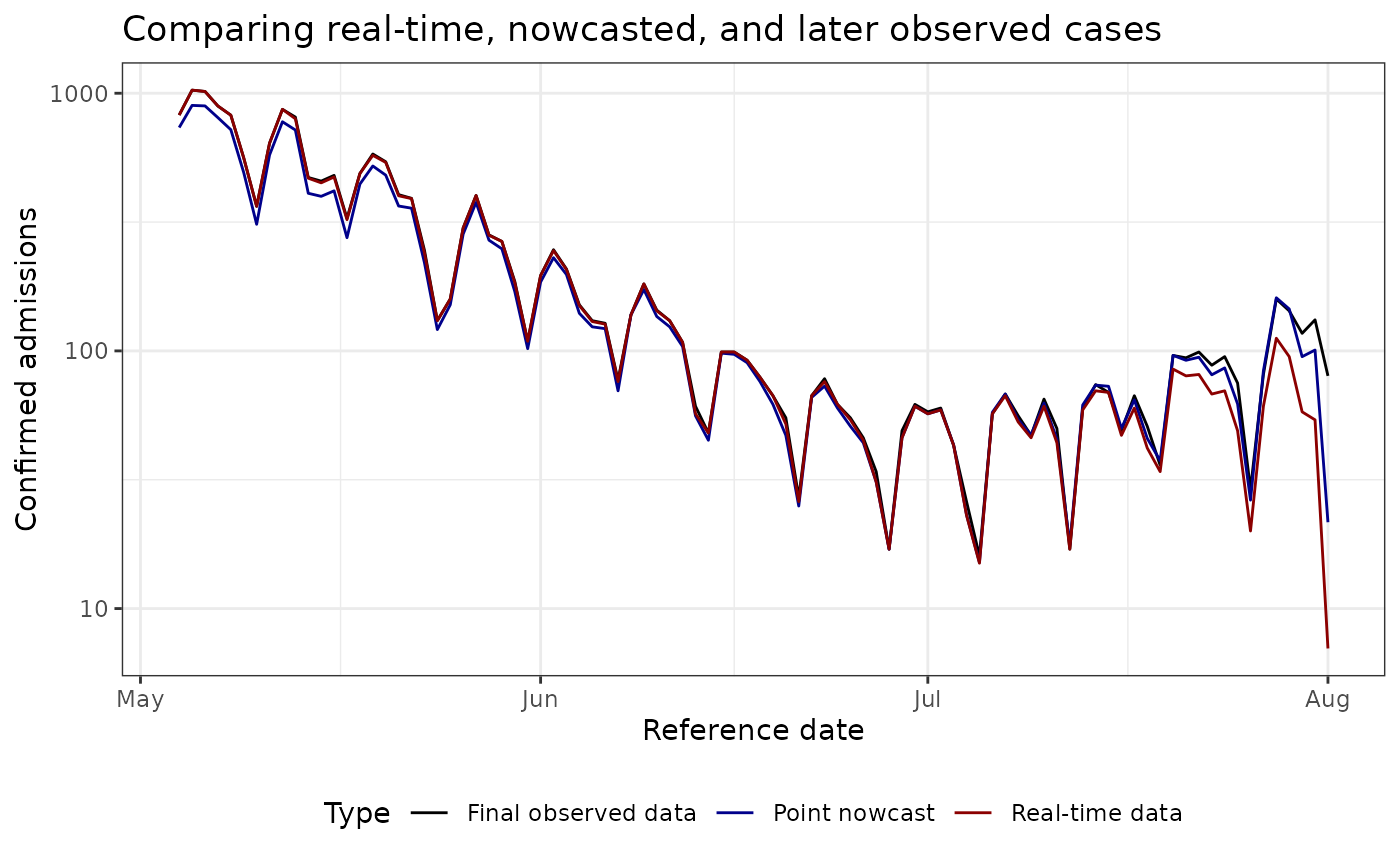 Comparing real-time, nowcasted, and later observed cases
Confirmed admissions
1000
100
10
May Jun Jul Aug
Reference date
Type Final observed data Point nowcast Real-time data